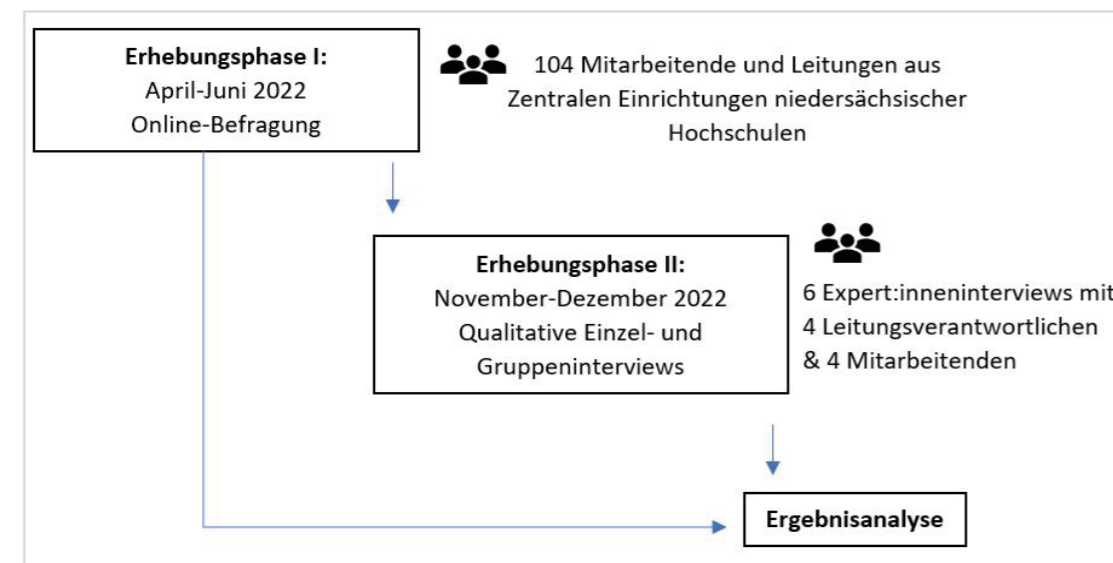 Erhebungsphase I:
April-Juni 2022
Online-Befragung
104 Mitarbeitende und Leitungen aus
Zentralen Einrichtungen niedersächsischer
Hochschulen
Erhebungsphase II:
November-Dezember 2022
Qualitative Einzel- und
Gruppeninterviews
6 Expert:inneninterviews mit
4 Leitungsverantwortlichen
& 4 Mitarbeitenden
Ergebnisanalyse